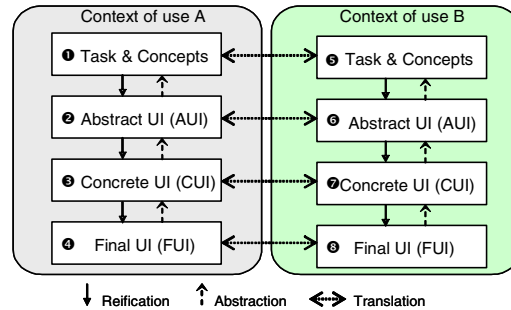 Context of use A
Context of use B
❶ Task & Concepts
❺ Task & Concepts
❷ Abstract UI (AUI)
❻ Abstract UI (AUI)
❸ Concrete UI (CUI)
❼Concrete UI (CUI)
❹ Final UI (FUI)
❽ Final UI (FUI)
Reification
Abstraction
Translation